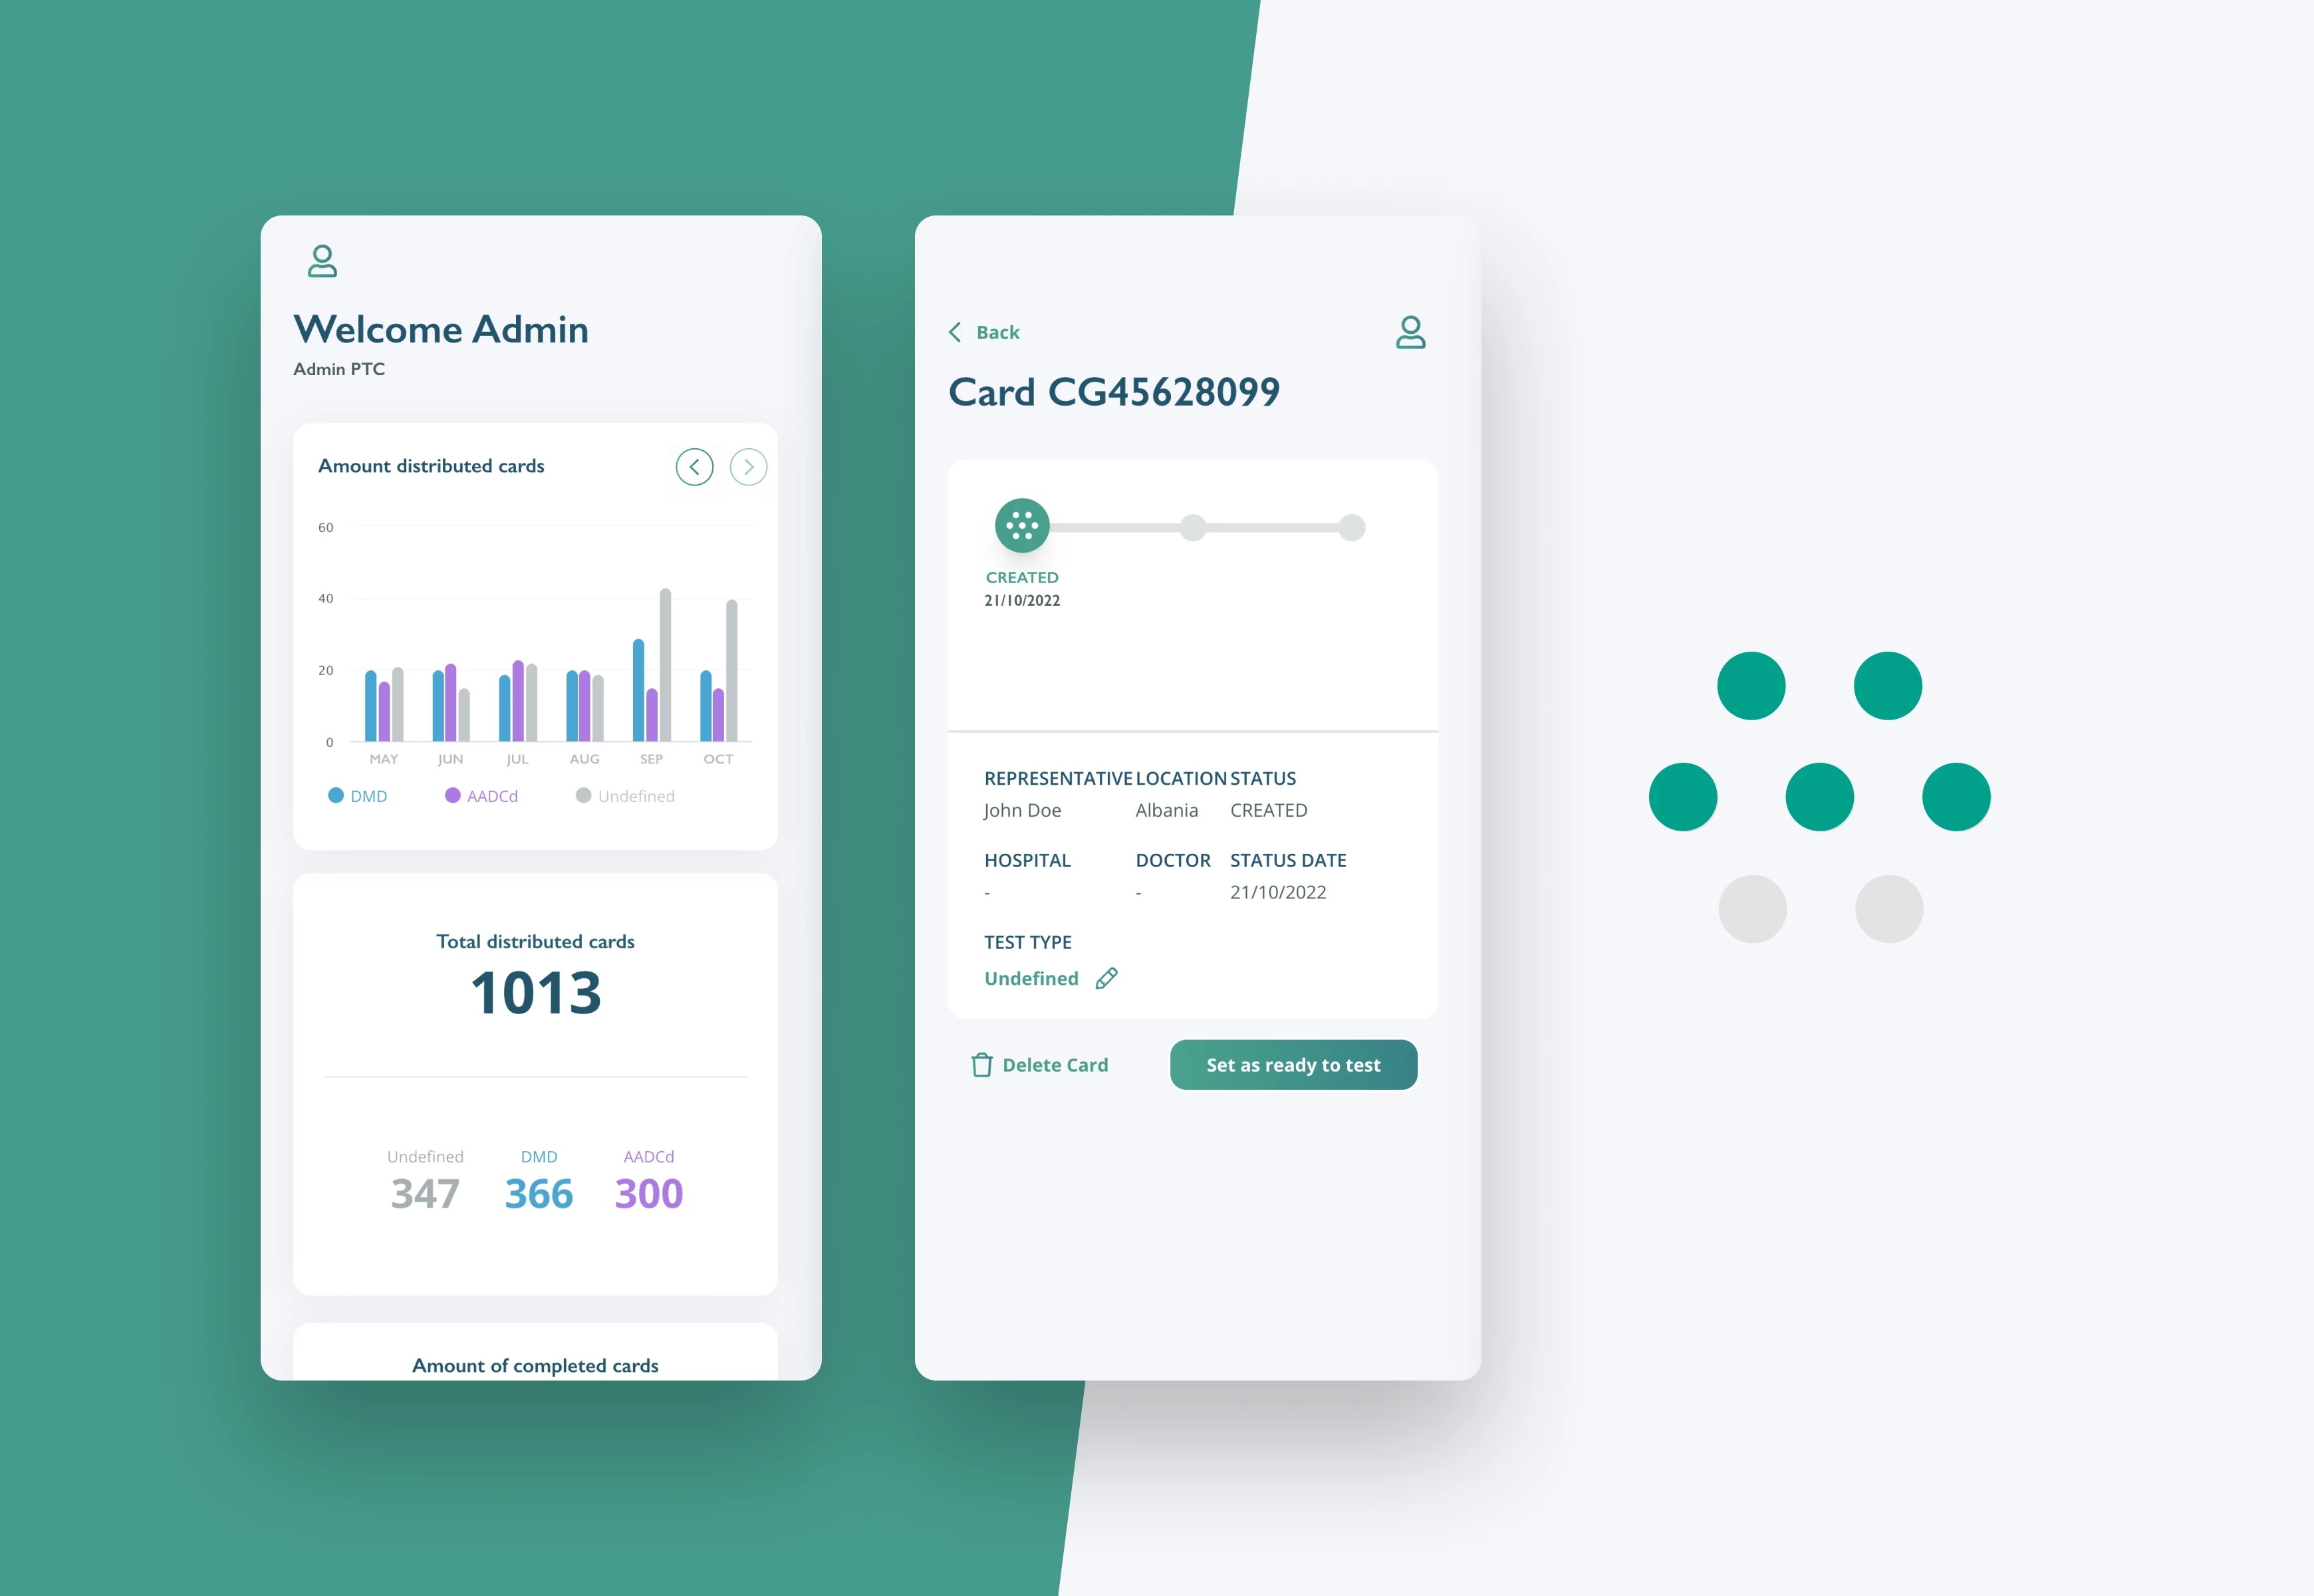 Welcome Admin
Admin PTC
Amount distributed cards
60
40
20
0
MAY JUN JUL AUG SEP OCT
DMD AADCd Undefined
Total distributed cards
1013
Undefined DMD AADCd
347 366 300
Amount of completed cards
Back
Card CG45628099
CREATED
21/10/2022
REPRESENTATIVE LOCATION STATUS
John Doe Albania CREATED
HOSPITAL DOCTOR STATUS DATE
- - 21/10/2022
TEST TYPE
Undefined
Delete Card Set as ready to test